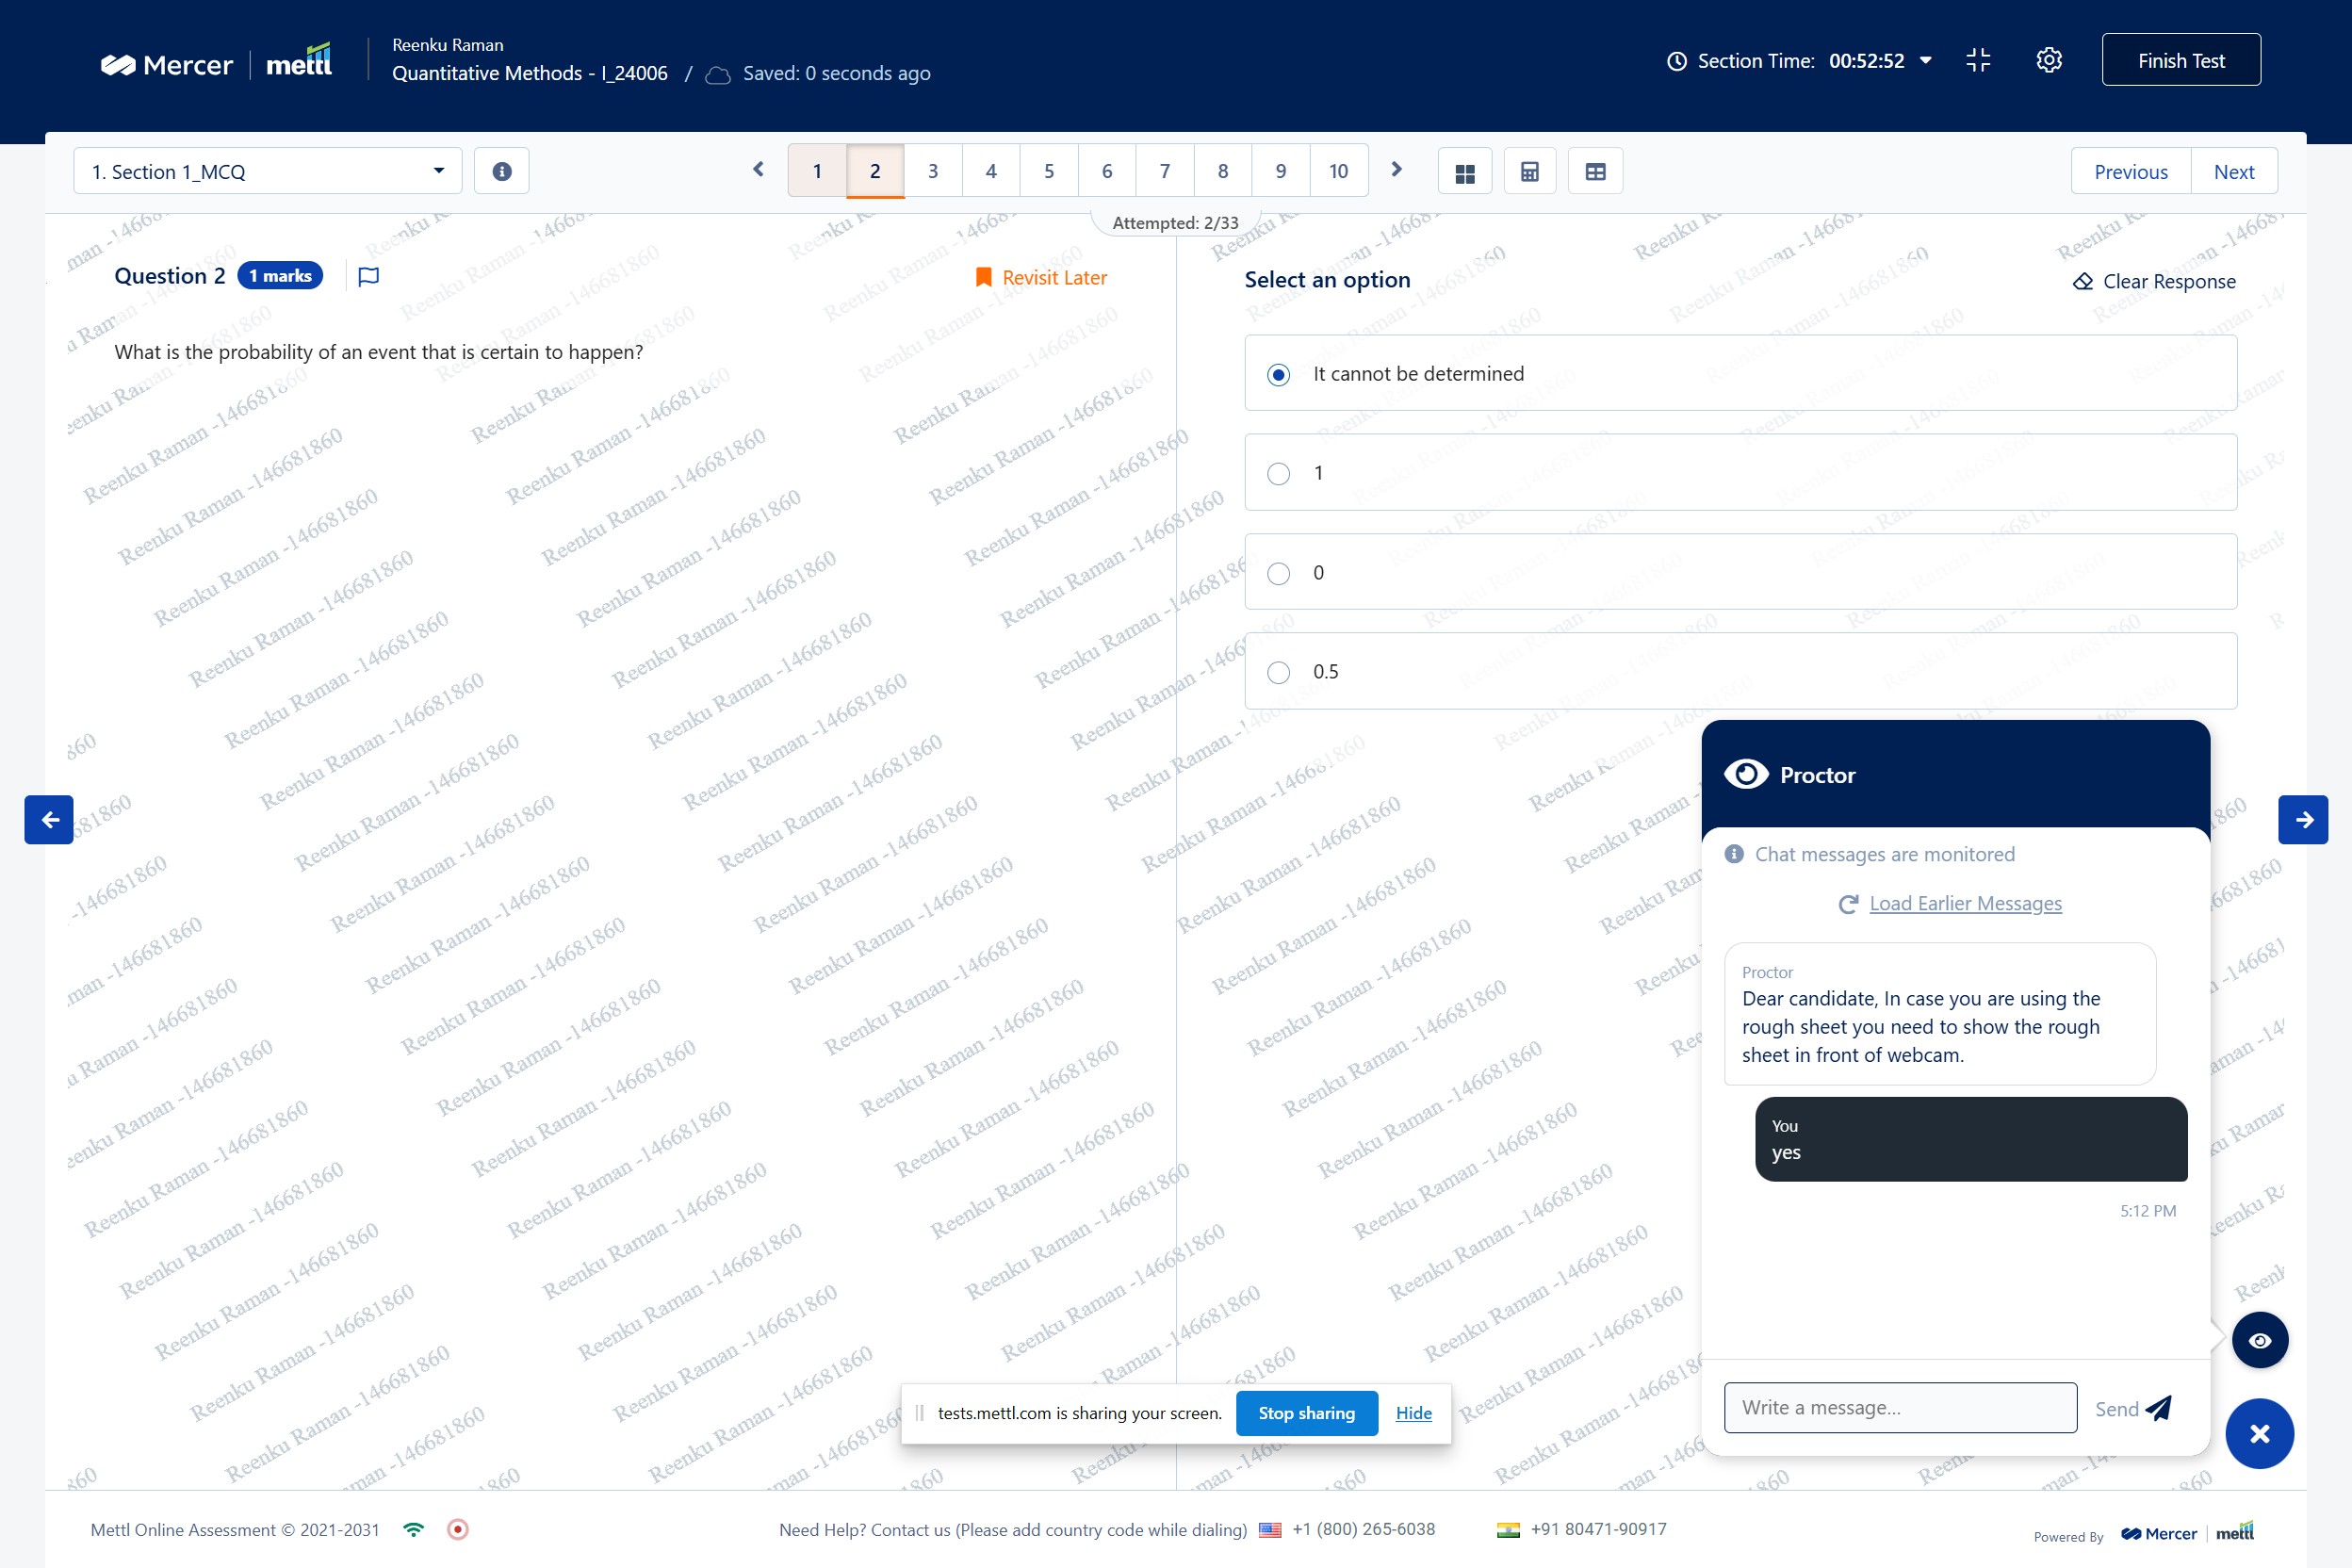 Mercer
mettl
Reenku Raman
Quantitative Methods - I_24006 / Saved: 0 seconds ago
Section Time: 00:52:52
Finish Test
1. Section 1_MCQ
1 2 3 4 5 6 7 8 9 10
Previous
Next
Attempted: 2/33
Question 2
1 marks
Revisit Later
What is the probability of an event that is certain to happen?
Select an option
Clear Response
It cannot be determined
1
0
0.5
Reenku Raman -146681860
Proctor
Chat messages are monitored
Load Earlier Messages
Proctor
Dear candidate, In case you are using the
rough sheet you need to show the rough
sheet in front of webcam.
You
yes
5:12 PM
Write a message...
Send
tests.mettl.com is sharing your screen.
Stop sharing
Hide
Mettl Online Assessment © 2021-2031
Need Help? Contact us (Please add country code while dialing) +1 (800) 265-6038 +91 80471-90917
Powered By Mercer mettl